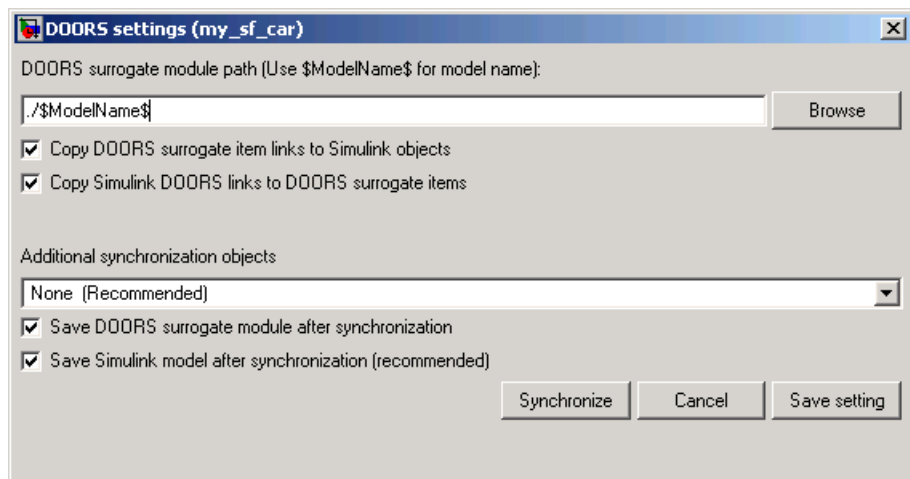 DOORS settings (my_sf_car)
DOORS surrogate module path (Use $ModelName$ for model name):
./$ModelName$
Browse
Copy DOORS surrogate item links to Simulink objects
Copy Simulink DOORS links to DOORS surrogate items
Additional synchronization objects
None (Recommended)
Save DOORS surrogate module after synchronization
Save Simulink model after synchronization (recommended)
Synchronize Cancel Save setting